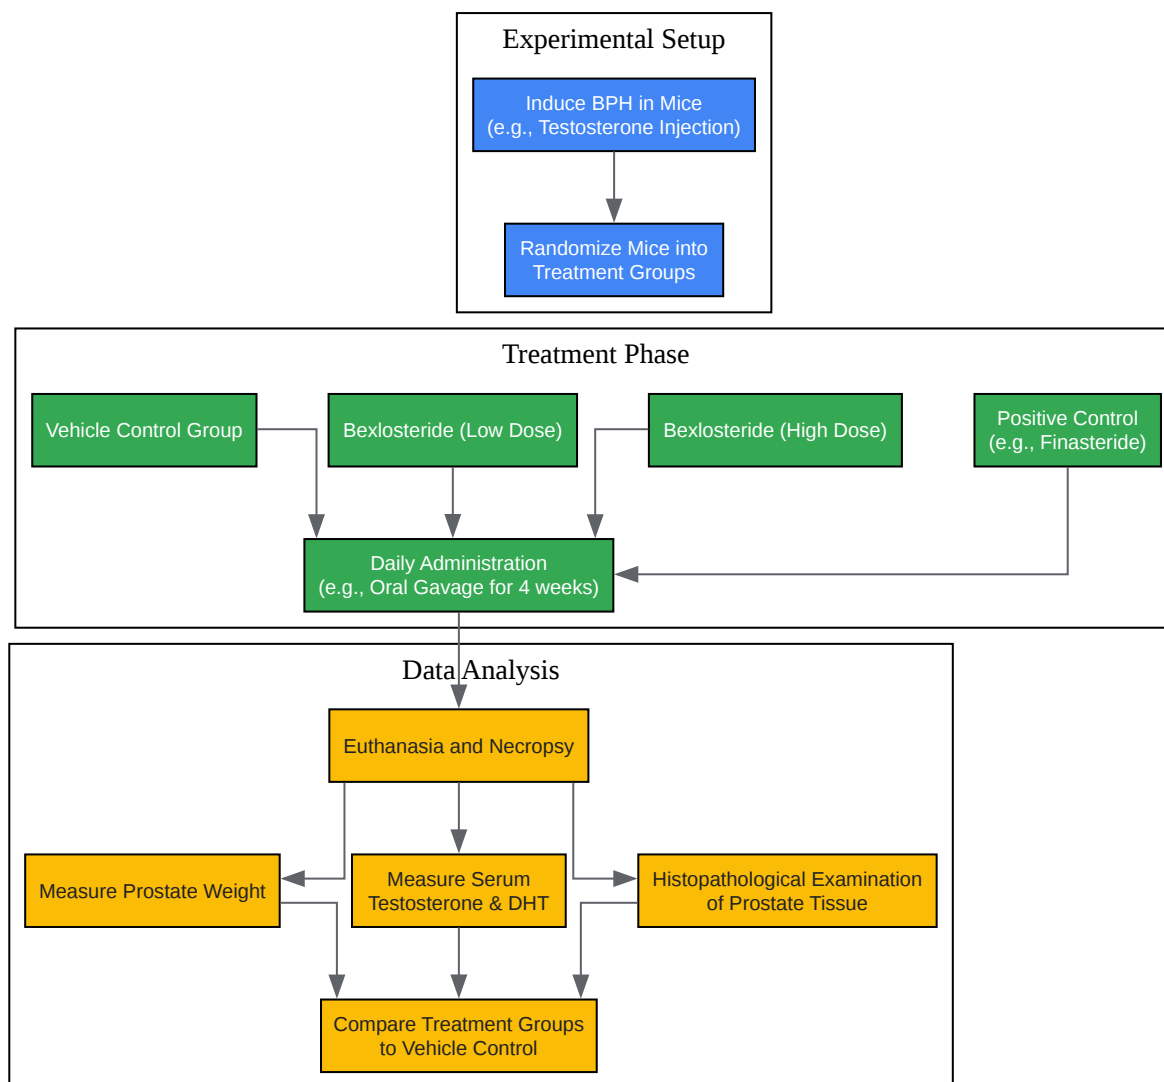 Experimental Setup
Induce BPH in Mice
(e.g., Testosterone Injection)
Randomize Mice into
Treatment Groups
Treatment Phase
Vehicle Control Group
Bexlosteride (Low Dose)
Bexlosteride (High Dose)
Positive Control
(e.g., Finasteride)
Daily Administration
(e.g., Oral Gavage for 4 weeks)
Data Analysis
Euthanasia and Necropsy
Measure Prostate Weight
Measure Serum
Testosterone & DHT
Histopathological Examination
of Prostate Tissue
Compare Treatment Groups
to Vehicle Control